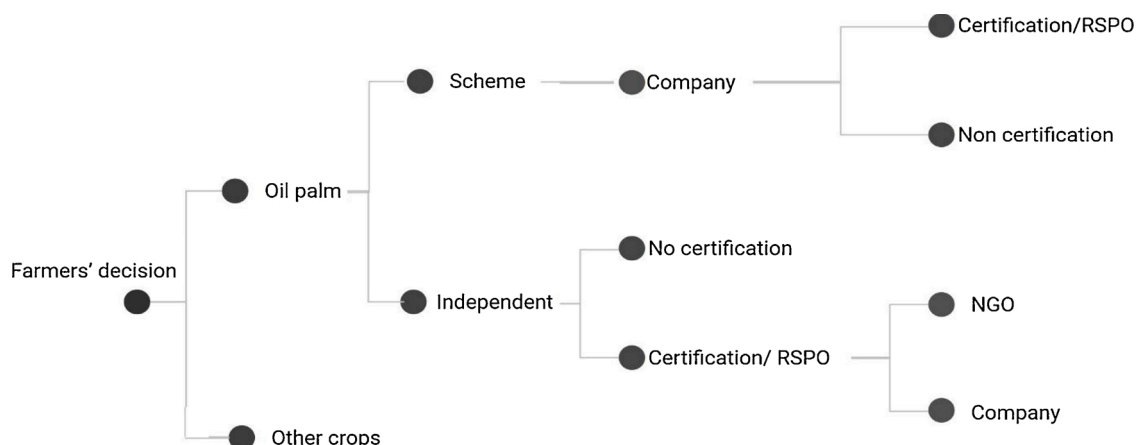 Certification/RSPO
Scheme
Company
Non certification
Oil palm
No certification
Farmers’ decision
Independent
NGO
Certification/ RSPO
Company
Other crops